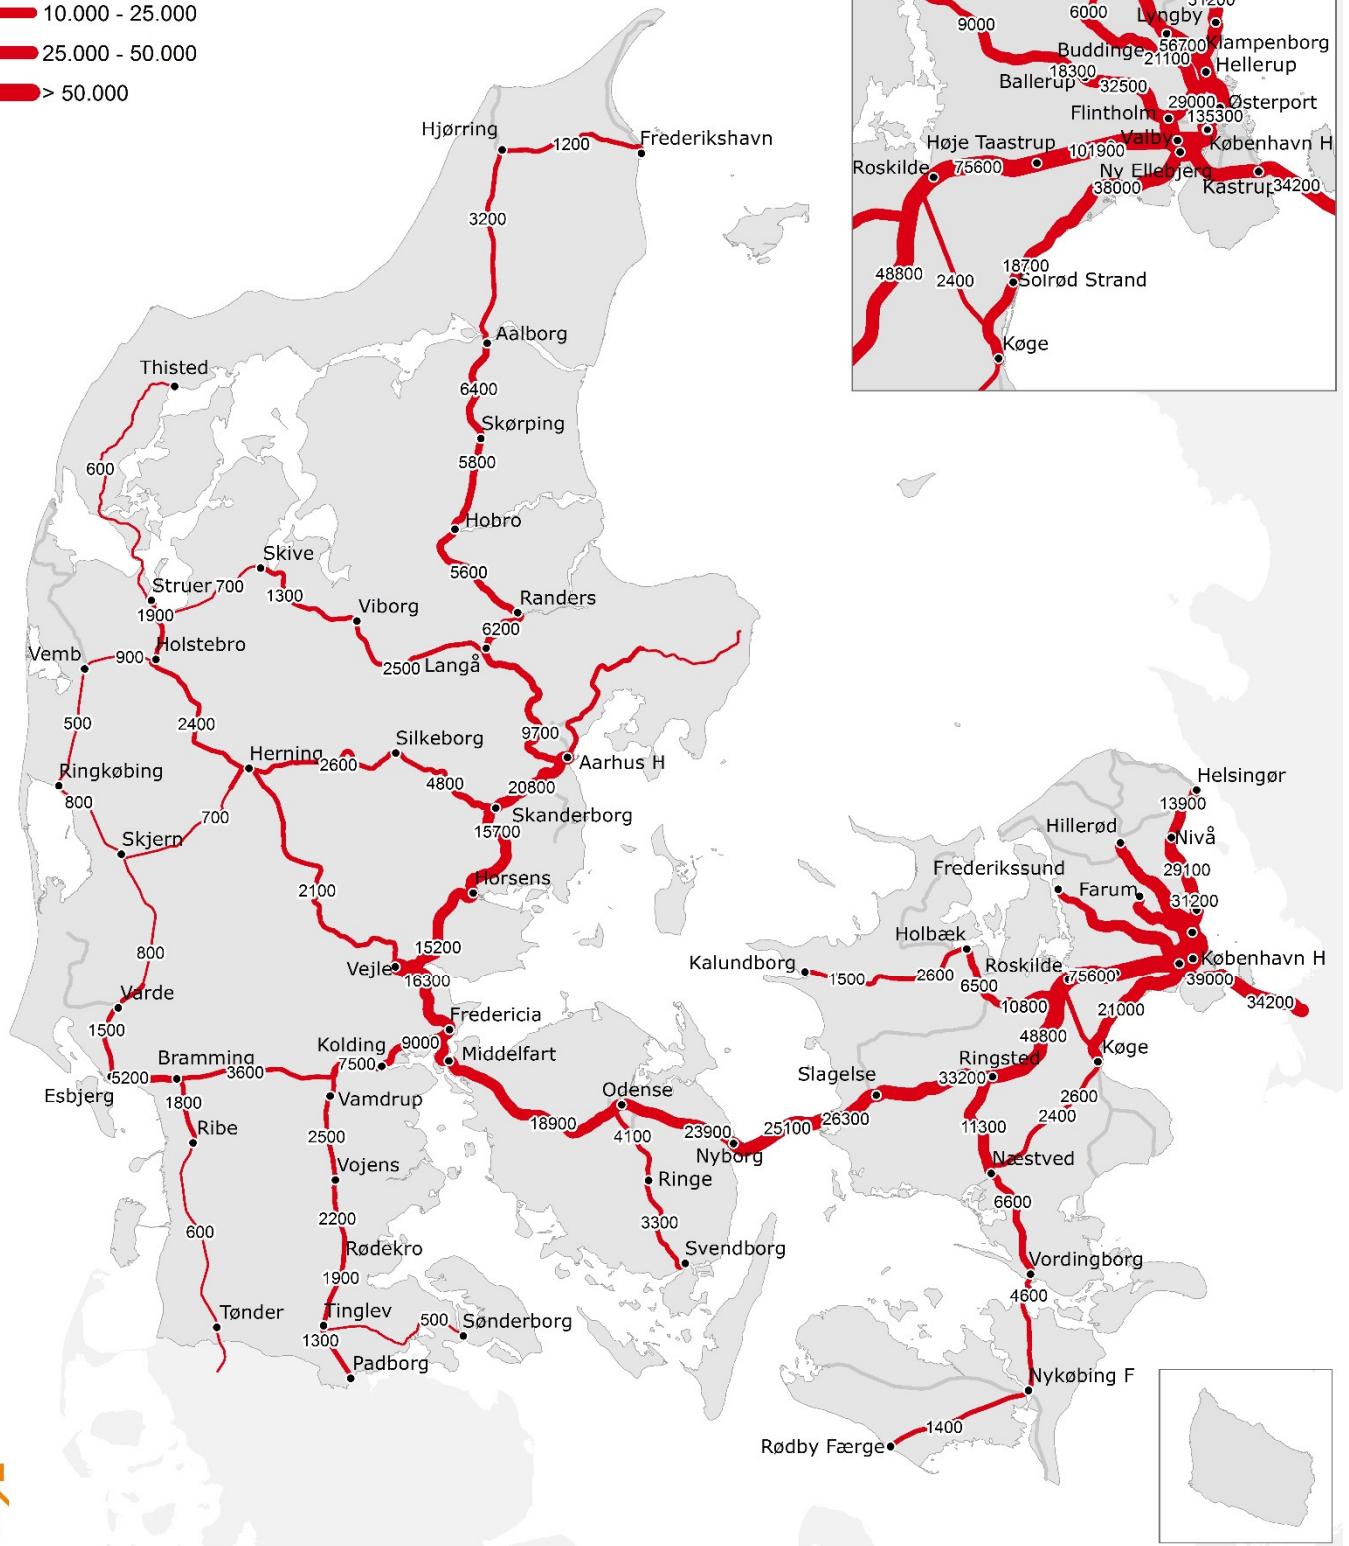 10.000 - 25.000
25.000 - 50.000
> 50.000
9000
6000
31200
Lyngby
56700
Klampenborg
Buddinge
21100
Hellerup
18300
Ballerup
32500
29000
Østerport
Flintholm
135300
Høje Taastrup
Valby
København H
101900
Roskilde
75600
Ny Ellebjerg
38000
Kastrup
34200
48800
2400
18700
Solrød Strand
Køge
Hjørring
1200
Frederikshavn
3200
Aalborg
Thisted
6400
Skørping
600
5800
Hobro
Skive
5600
Struer
700
1300
Viborg
Randers
1900
6200
Holstebro
Vemb
900
2500
Langå
500
2400
9700
Silkeborg
Herning
2600
Aarhus H
Ringkøbing
4800
20800
800
700
Skanderborg
15700
Skjern
Horsens
2100
800
15200
Vejle
16300
Varde
1500
Fredericia
Kolding
9000
Bramming
3600
7500
Middelfart
5200
Esbjerg
1800
Vamdrup
Ribe
2500
Vojens
600
2200
Rødekro
1900
Tønder
Tinglev
500
Sønderborg
1300
Padborg
Odense
18900
4100
23900
Nyborg
Ringe
3300
Svendborg
25100
26300
Slagelse
33200
Ringsted
Helsingør
13900
Hillerød
Nivå
Frederikssund
29100
Farum
31200
Holbæk
Kalundborg
1500
2600
Roskilde
75600
København H
6500
39000
10800
21000
34200
48800
Køge
2600
2400
11300
Næstved
6600
Vordingborg
4600
Nykøbing F
1400
Rødby Færge